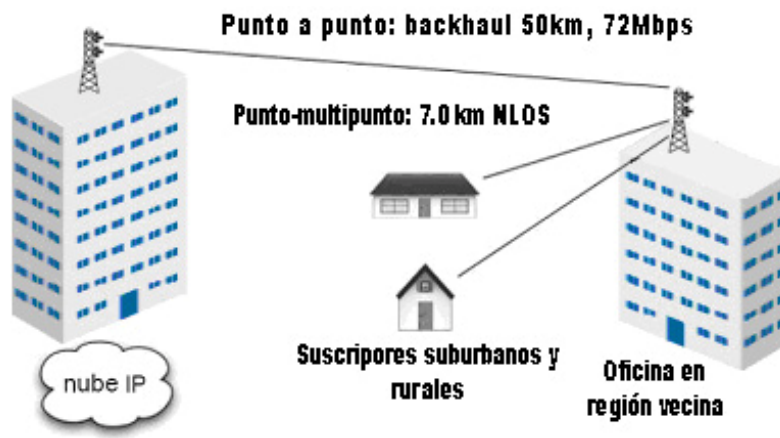 Punto a punto: backhaul 50km, 72Mbps
Punto-multipunto: 7.0 km NLOS
Suscripores suburbanos y
rurales
Oficina en
región vecina
nube IP